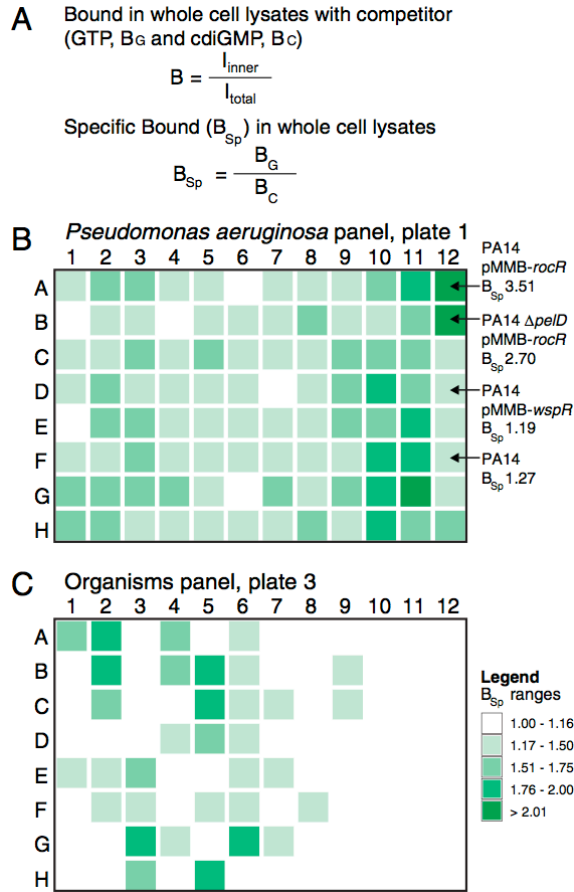 A
Bound in whole cell lysates with competitor
(GTP, BG and cdiGMP, BC)
B = Iinner / Itotal
Specific Bound (BSp) in whole cell lysates
BSp = BG / BC
B
Pseudomonas aeruginosa panel, plate 1
1 2 3 4 5 6 7 8 9 10 11 12
A
B
C
D
E
F
G
H
PA14
pMMB-rocR
BSp 3.51
PA14 ΔpelD
pMMB-rocR
BSp 2.70
PA14
pMMB-wspR
BSp 1.19
PA14
BSp 1.27
C
Organisms panel, plate 3
1 2 3 4 5 6 7 8 9 10 11 12
A
B
C
D
E
F
G
H
Legend
BSp ranges
1.00 - 1.16
1.17 - 1.50
1.51 - 1.75
1.76 - 2.00
> 2.01